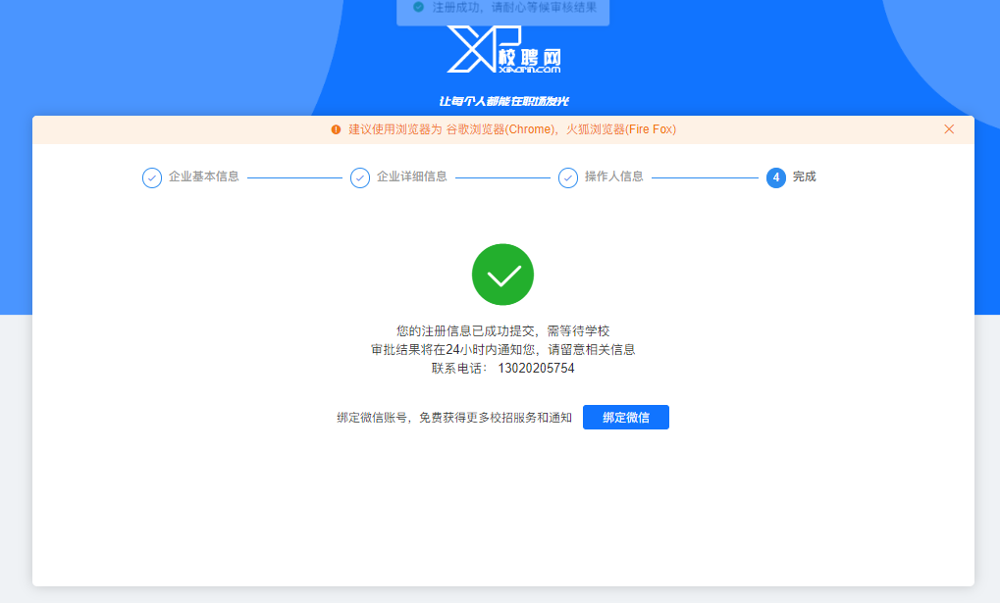 注册成功，请耐心等候审核结果
校聘网
xiaopin.com
让每个人都能在职场发光
建议使用浏览器为 谷歌浏览器(Chrome)，火狐浏览器(Fire Fox)
企业基本信息
企业详细信息
操作人信息
4 完成
您的注册信息已成功提交，需等待学校
审批结果将在24小时内通知您，请留意相关信息
联系电话： 13020205754
绑定微信账号，免费获得更多校招服务和通知 绑定微信